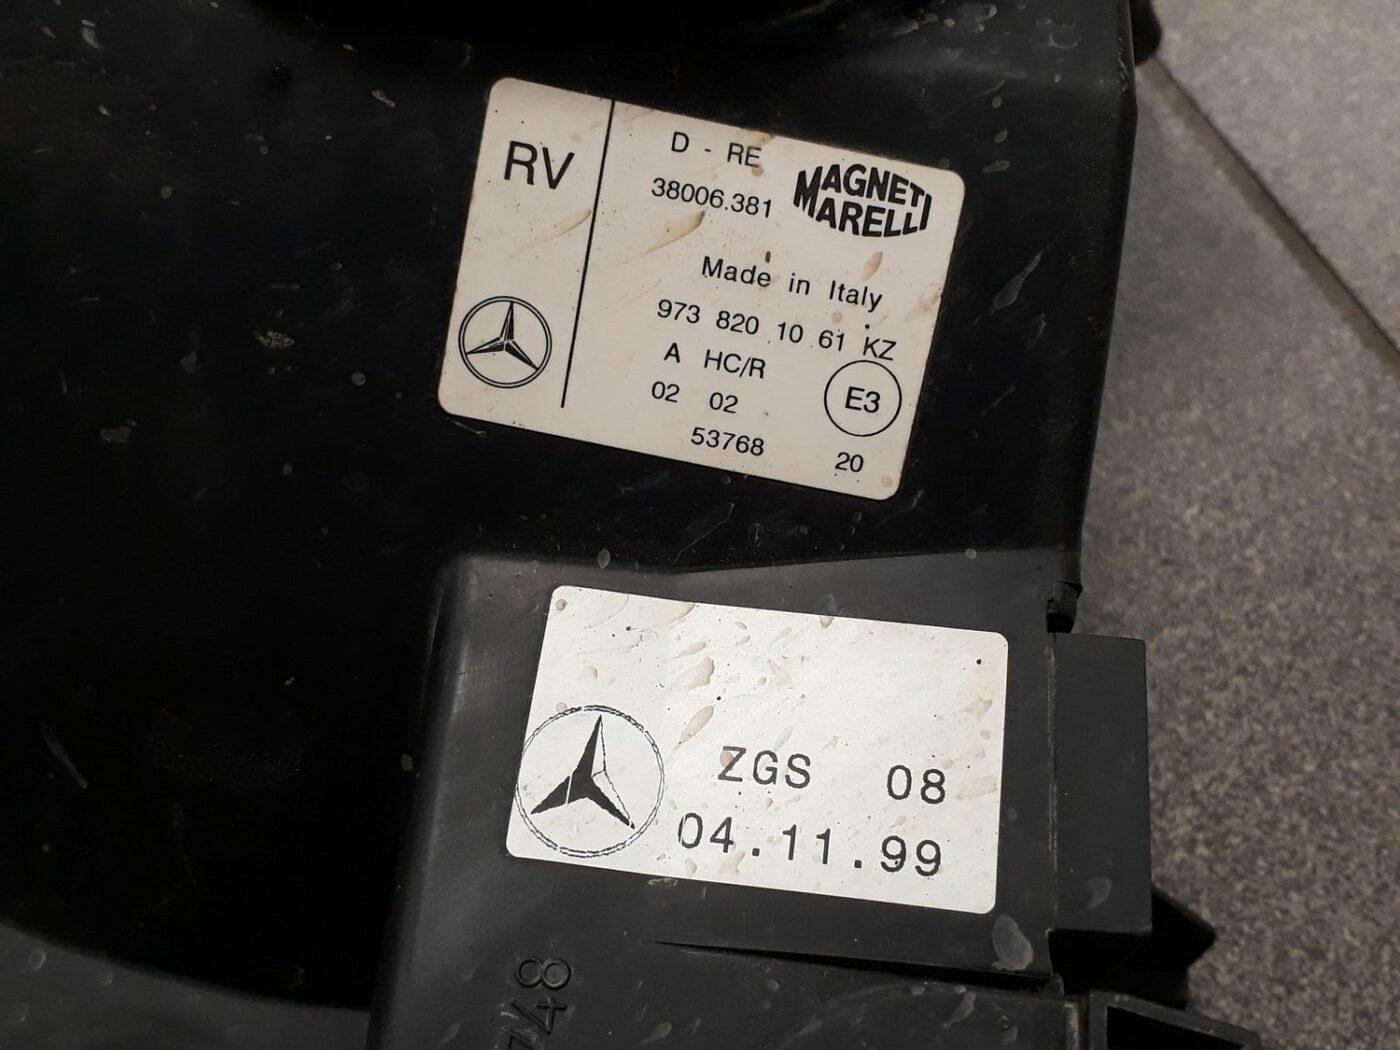 RV
D - RE
38006.381
MAGNETI
MARELLI
Made in Italy
973 820 10 61 KZ
A HC/R
02 02
E3
53768
20
ZGS 08
04.11.99
748